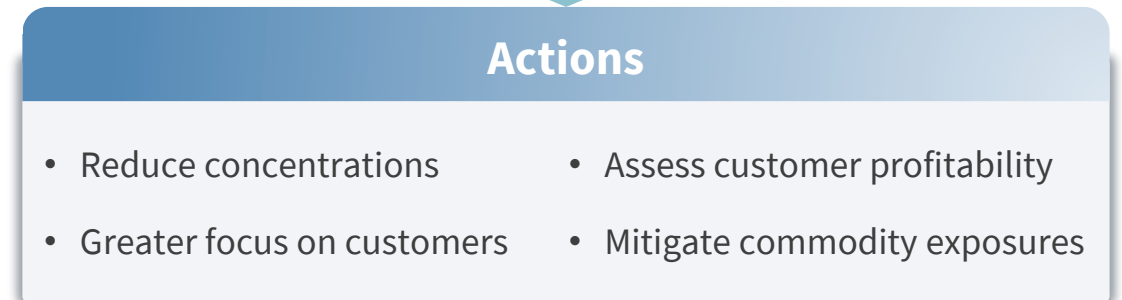 Actions
• Reduce concentrations
• Greater focus on customers
• Assess customer profitability
• Mitigate commodity exposures